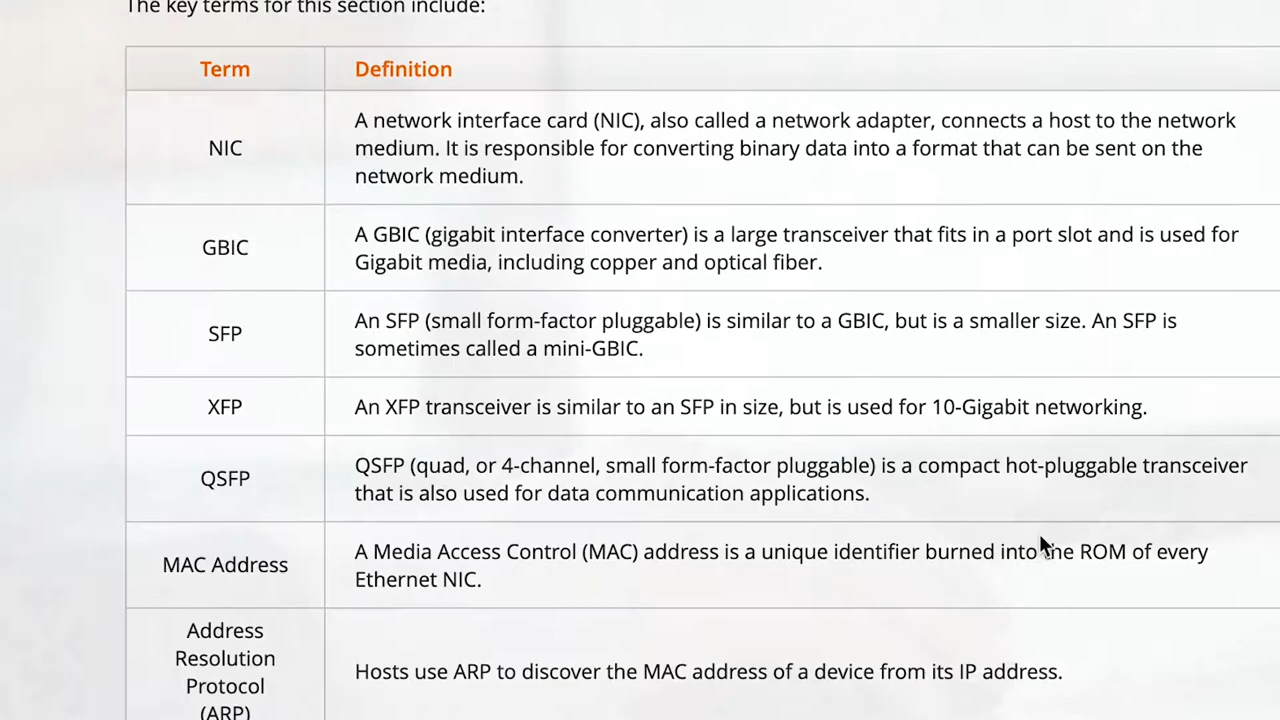 The key terms for this section include:
Term
Definition
NIC
A network interface card (NIC), also called a network adapter, connects a host to the network
medium. It is responsible for converting binary data into a format that can be sent on the
network medium.
GBIC
A GBIC (gigabit interface converter) is a large transceiver that fits in a port slot and is used for
Gigabit media, including copper and optical fiber.
SFP
An SFP (small form-factor pluggable) is similar to a GBIC, but is a smaller size. An SFP is
sometimes called a mini-GBIC.
XFP
An XFP transceiver is similar to an SFP in size, but is used for 10-Gigabit networking.
QSFP
QSFP (quad, or 4-channel, small form-factor pluggable) is a compact hot-pluggable transceiver
that is also used for data communication applications.
MAC Address
A Media Access Control (MAC) address is a unique identifier burned into the ROM of every
Ethernet NIC.
Address
Resolution
Protocol
(ARP)
Hosts use ARP to discover the MAC address of a device from its IP address.